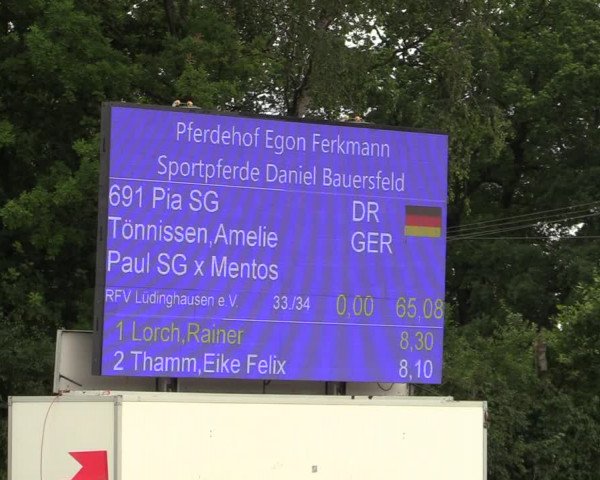 Pferdehof Egon Ferkmann
Sportpferde Daniel Bauersfeld
691 Pia SG DR
Tönnissen,Amelie GER
Paul SG x Mentos
RFV Lüdinghausen e.V. 33./34 0,00 65,08
1 Lorch,Rainer 8,30
2 Thamm,Eike Felix 8,10